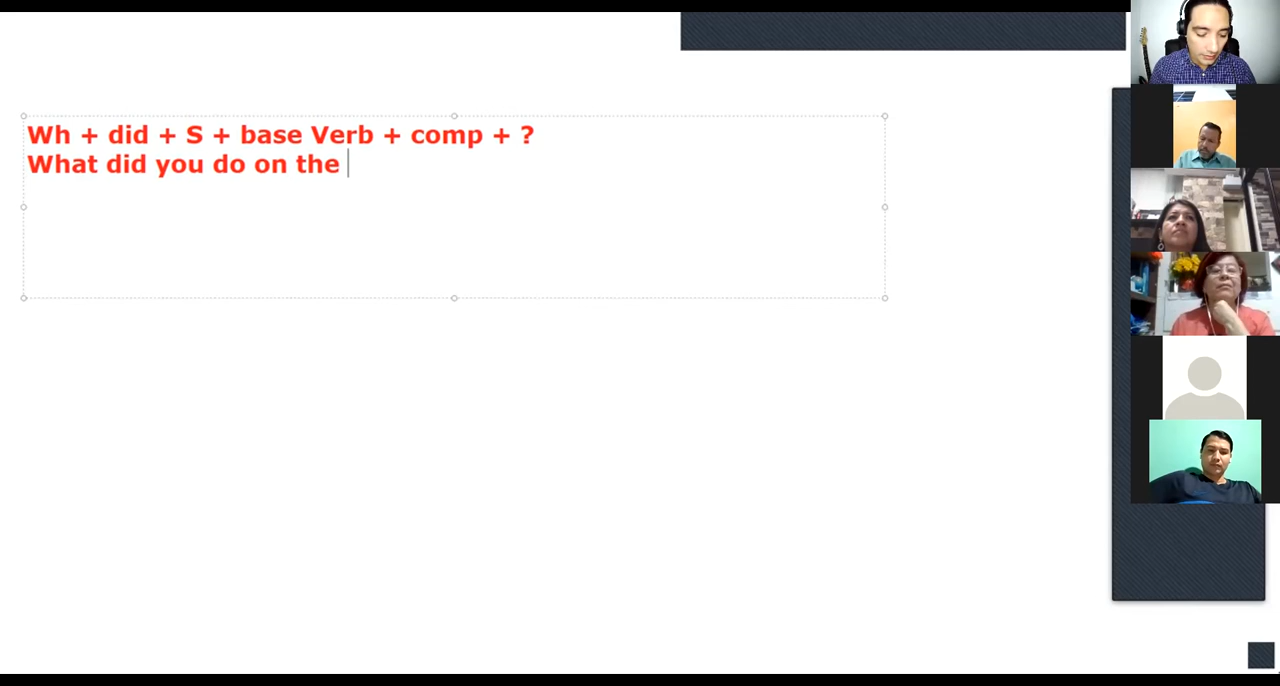 Wh + did + S + base Verb + comp + ?
What did you do on the